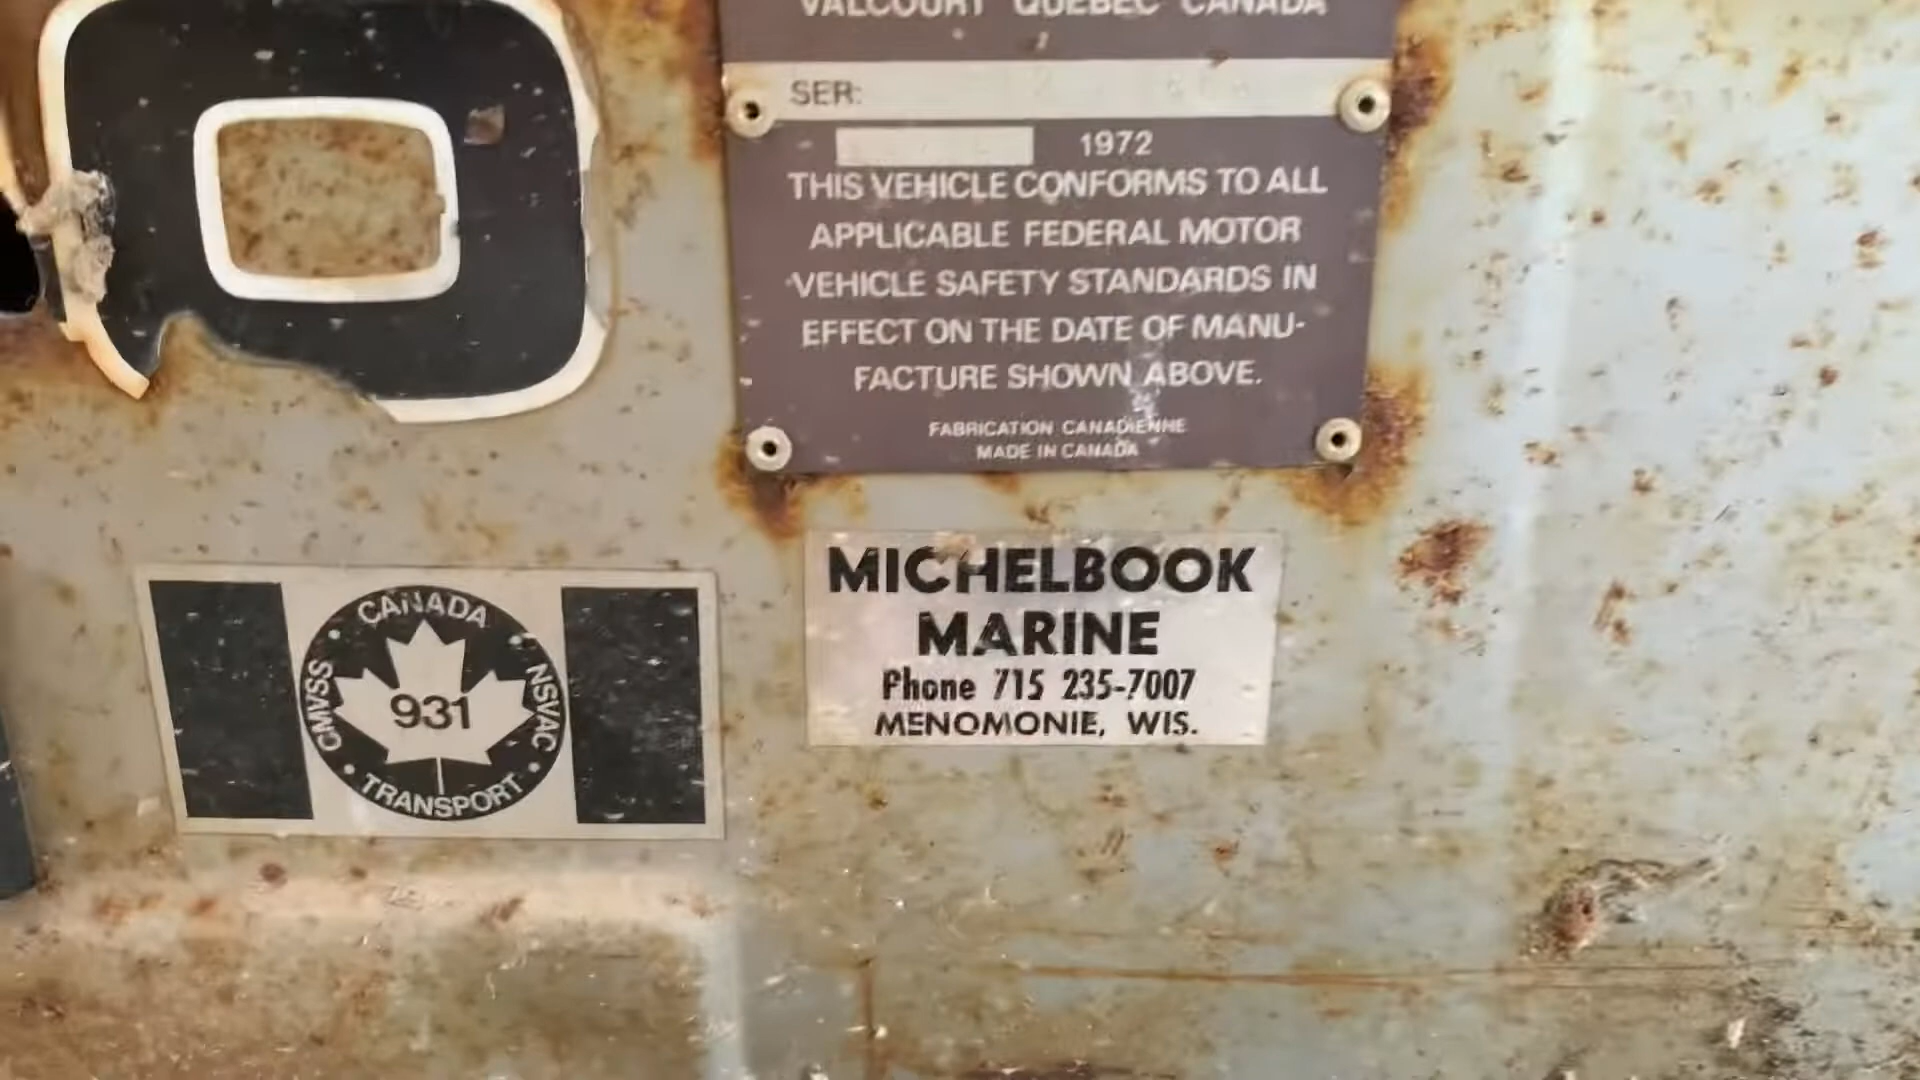 VALCOURT QUEBEC CANADA
SER:
1972
THIS VEHICLE CONFORMS TO ALL
APPLICABLE FEDERAL MOTOR
VEHICLE SAFETY STANDARDS IN
EFFECT ON THE DATE OF MANU-
FACTURE SHOWN ABOVE.
FABRICATION CANADIENNE
MADE IN CANADA
CANADA
CMVSS
931
NSVAC
TRANSPORT
MICHELBOOK
MARINE
Phone 715 235-7007
MENOMONIE, WIS.